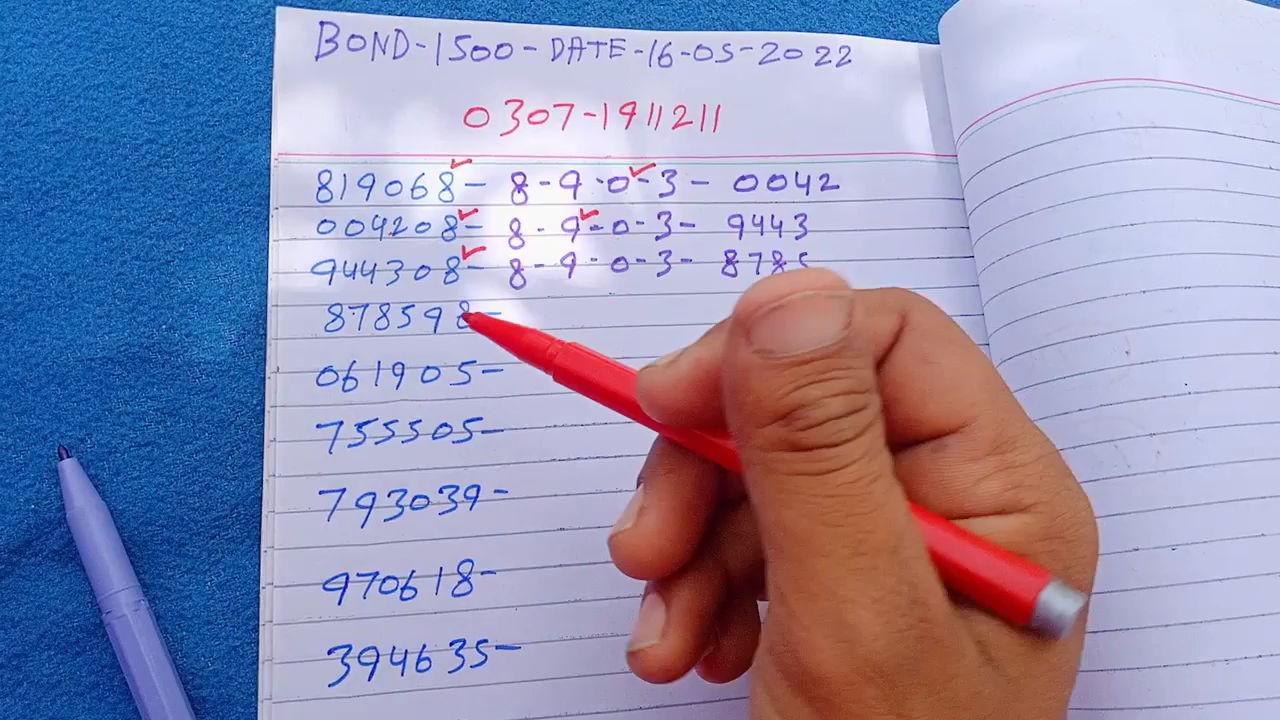 BOND-1500-DATE-16-05-2022
0307-1911211
819068- 8-9-0-3- 0042
004208- 8-9-0-3- 9443
944308- 8-9-0-3- 8785
878598-
061905-
755505-
793039-
970618-
394635-